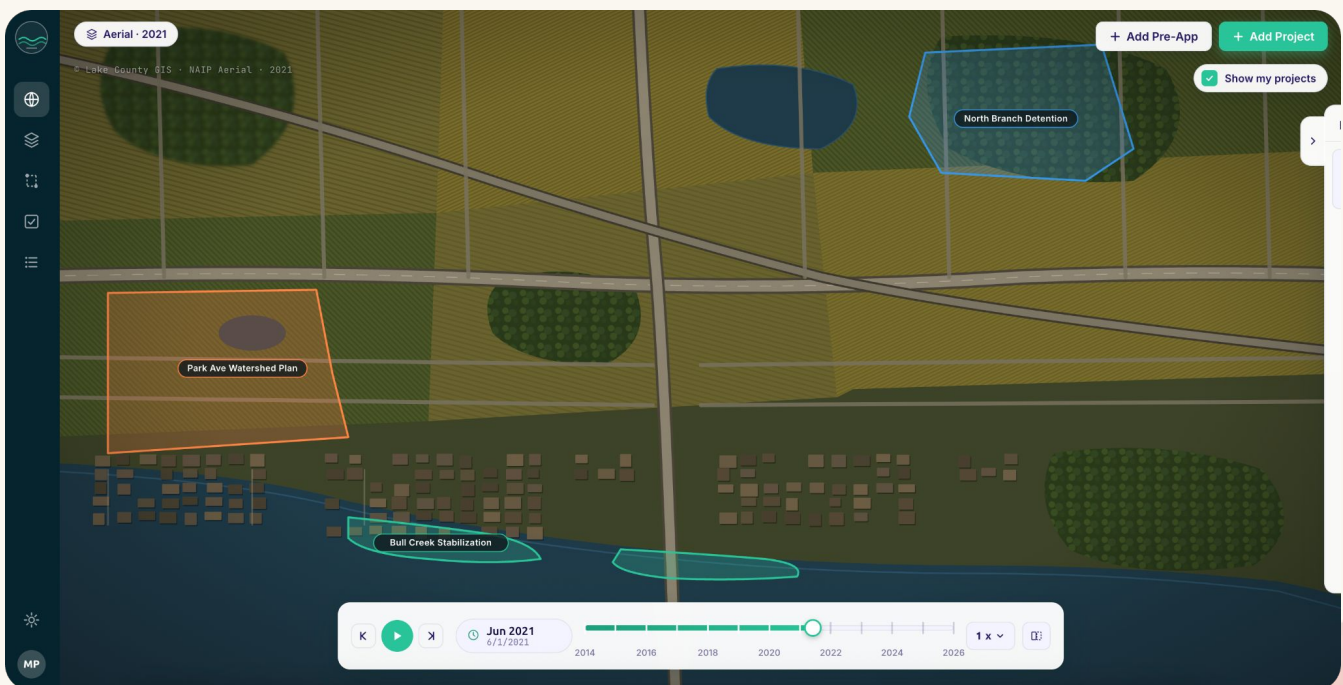 Aerial · 2021
+ Add Pre-App
+ Add Project
© Lake County GIS · NAIP Aerial · 2021
Show my projects
North Branch Detention
Park Ave Watershed Plan
Bull Creek Stabilization
Jun 2021
6/1/2021
1 x
2014 2016 2018 2020 2022 2024 2026
MP